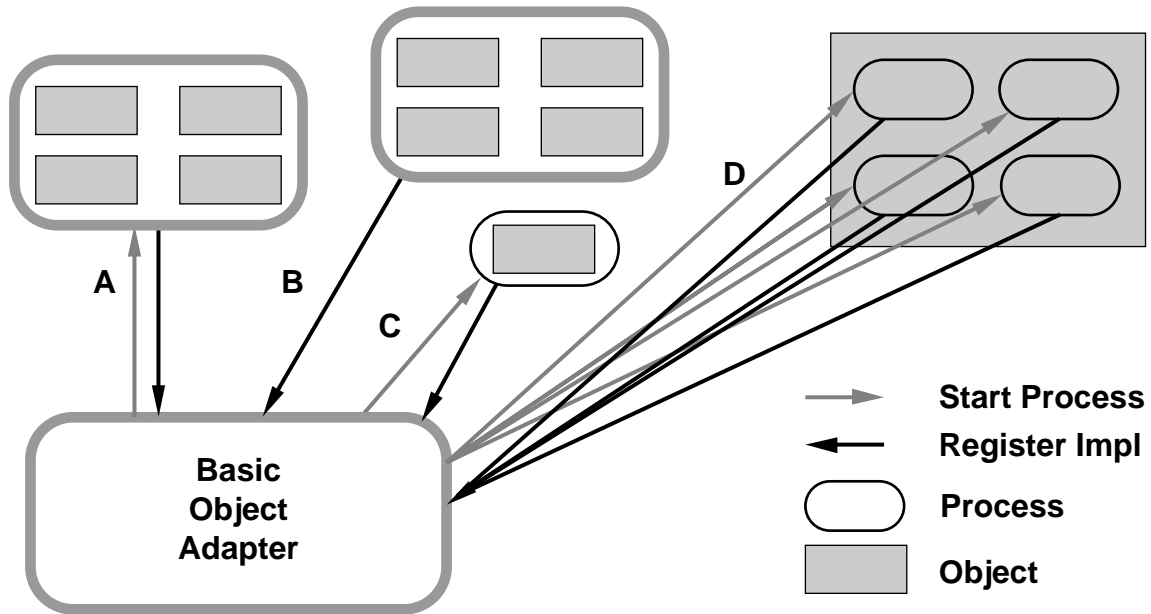 A
B
C
D
Basic
Object
Adapter
Start Process
Register Impl
Process
Object